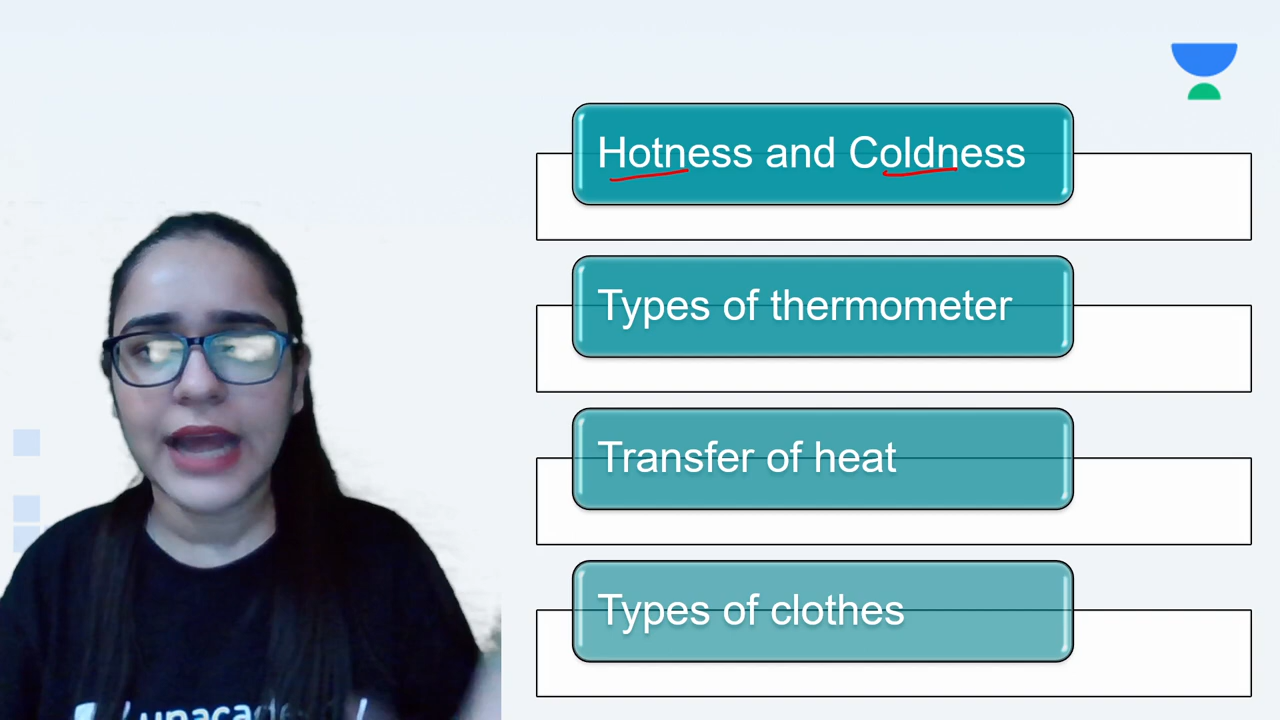 Hotness and Coldness
Types of thermometer
Transfer of heat
Types of clothes